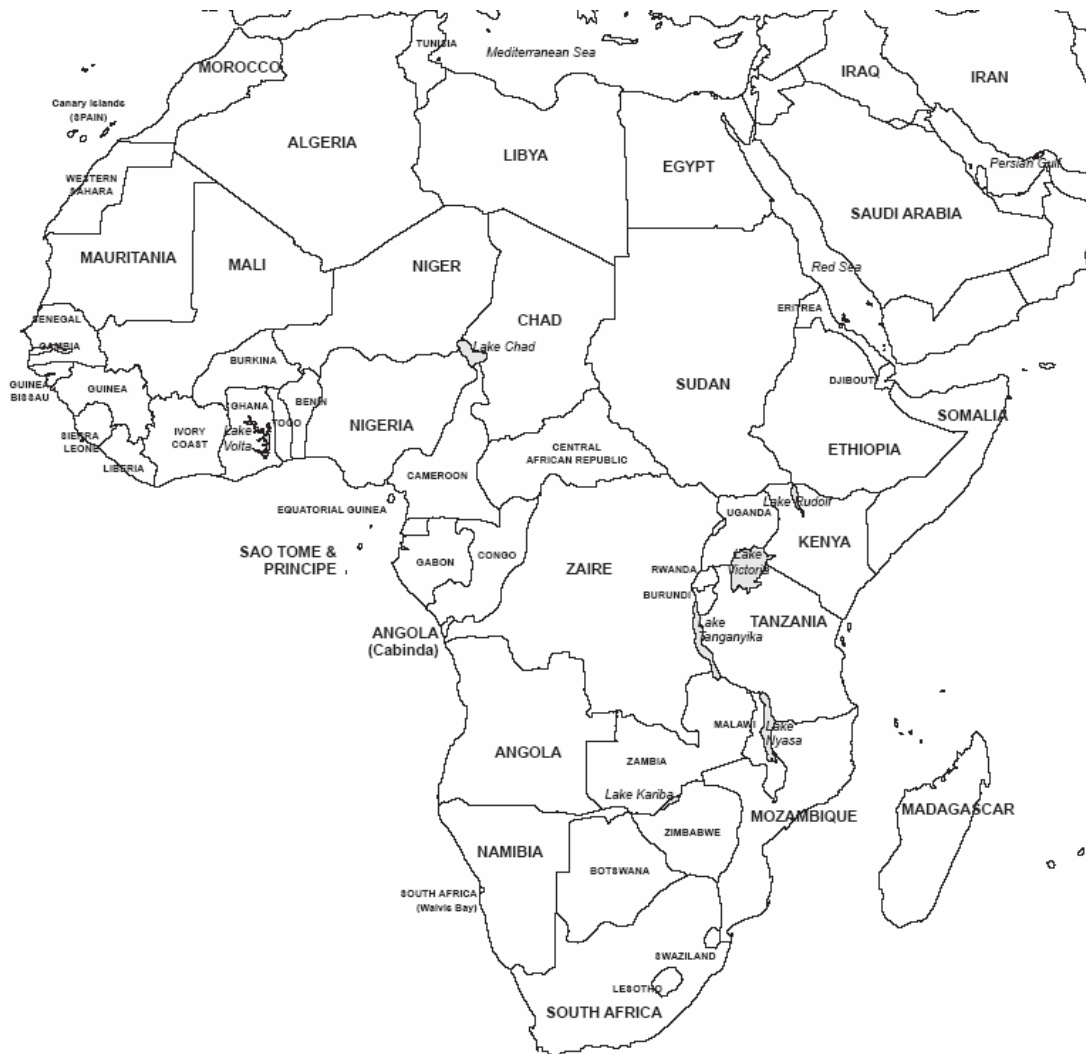 TUNISIA
Mediterranean Sea
MOROCCO
IRAQ
IRAN
Canary Islands
(SPAIN)
ALGERIA
LIBYA
EGYPT
Persian Gulf
WESTERN
SAHARA
SAUDI ARABIA
MAURITANIA
MALI
NIGER
Red Sea
ERITREA
SENEGAL
CHAD
GAMBIA
Lake Chad
BURKINA
GUINEA
BISSAU
GUINEA
SUDAN
DJIBOUTI
BENIN
GHANA
TOGO
SOMALIA
NIGERIA
IVORY
COAST
Lake
Volta
SIERRA
LEONE
LIBERIA
CENTRAL
AFRICAN REPUBLIC
ETHIOPIA
CAMEROON
Lake Rudolf
EQUATORIAL GUINEA
UGANDA
KENYA
SAO TOME &
PRINCIPE
GABON
CONGO
ZAIRE
Lake
Victoria
RWANDA
BURUNDI
ANGOLA
(Cabinda)
Lake
Tanganyika
TANZANIA
MALAWI
Lake
Nyasa
ANGOLA
ZAMBIA
Lake Kariba
MOZAMBIQUE
MADAGASCAR
ZIMBABWE
NAMIBIA
BOTSWANA
SOUTH AFRICA
(Walvis Bay)
SWAZILAND
LESOTHO
SOUTH AFRICA